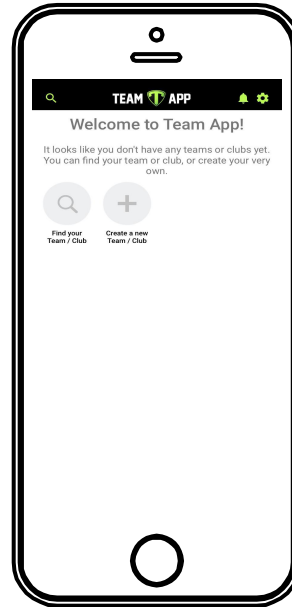 TEAM APP
Welcome to Team App!
It looks like you don't have any teams or clubs yet.
You can find your team or club, or create your very
own.
Find your
Team / Club
Create a new
Team / Club